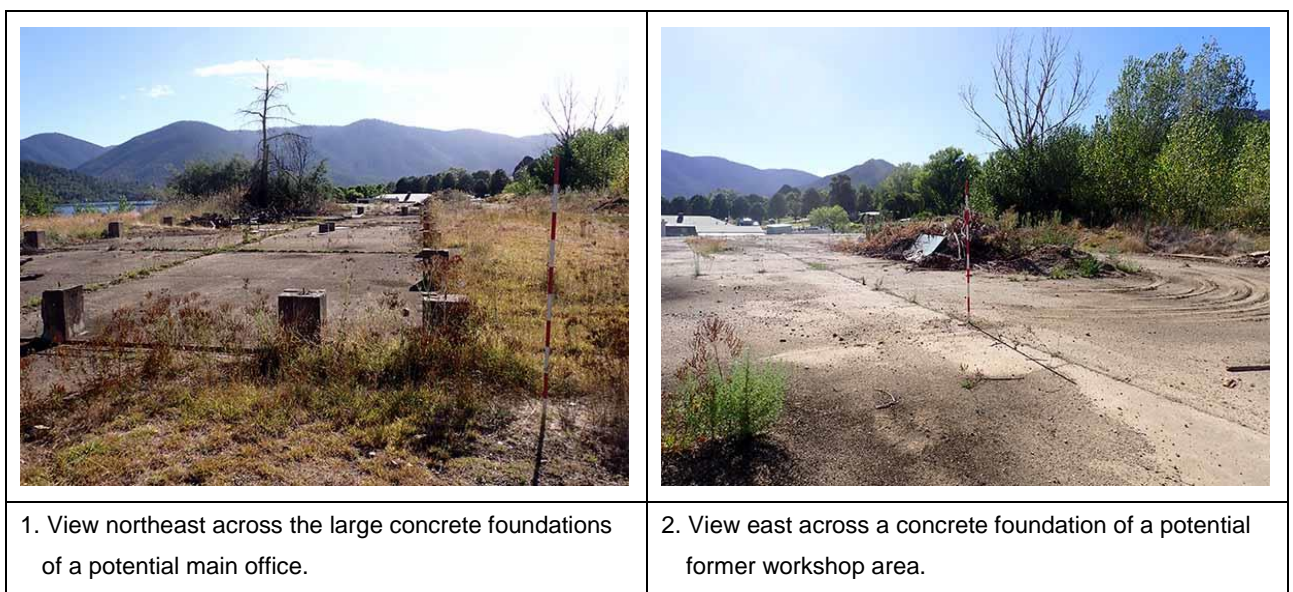 1. View northeast across the large concrete foundations
of a potential main office.
2. View east across a concrete foundation of a potential
former workshop area.